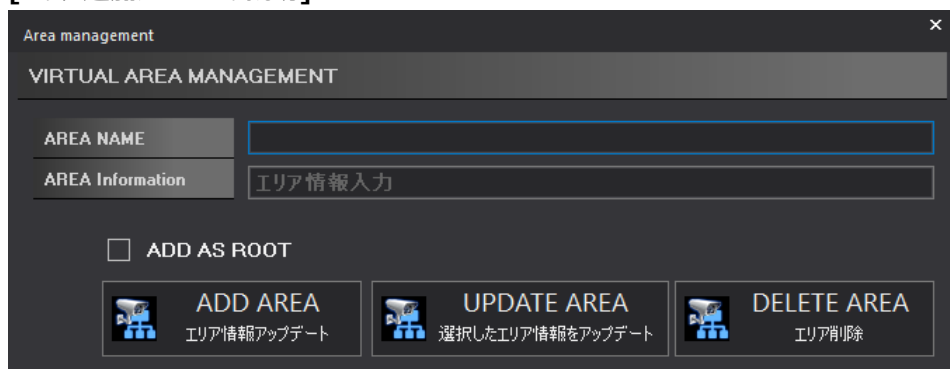 Area management
VIRTUAL AREA MANAGEMENT
AREA NAME
AREA Information エリア情報入力
ADD AS ROOT
ADD AREA
エリア情報アップデート
UPDATE AREA
選択したエリア情報をアップデート
DELETE AREA
エリア削除